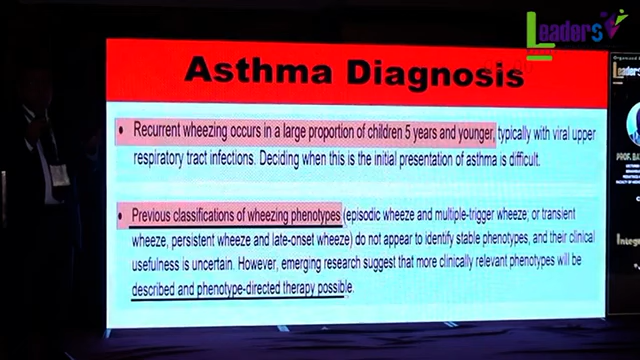 Leaders
Asthma Diagnosis
• Recurrent wheezing occurs in a large proportion of children 5 years and younger, typically with viral upper
respiratory tract infections. Deciding when this is the initial presentation of asthma is difficult.
• Previous classifications of wheezing phenotypes (episodic wheeze and multiple-trigger wheeze; or transient
wheeze, persistent wheeze and late-onset wheeze) do not appear to identify stable phenotypes, and their clinical
usefulness is uncertain. However, emerging research suggest that more clinically relevant phenotypes will be
described and phenotype-directed therapy possible.
Organized
Leaders
PROF.